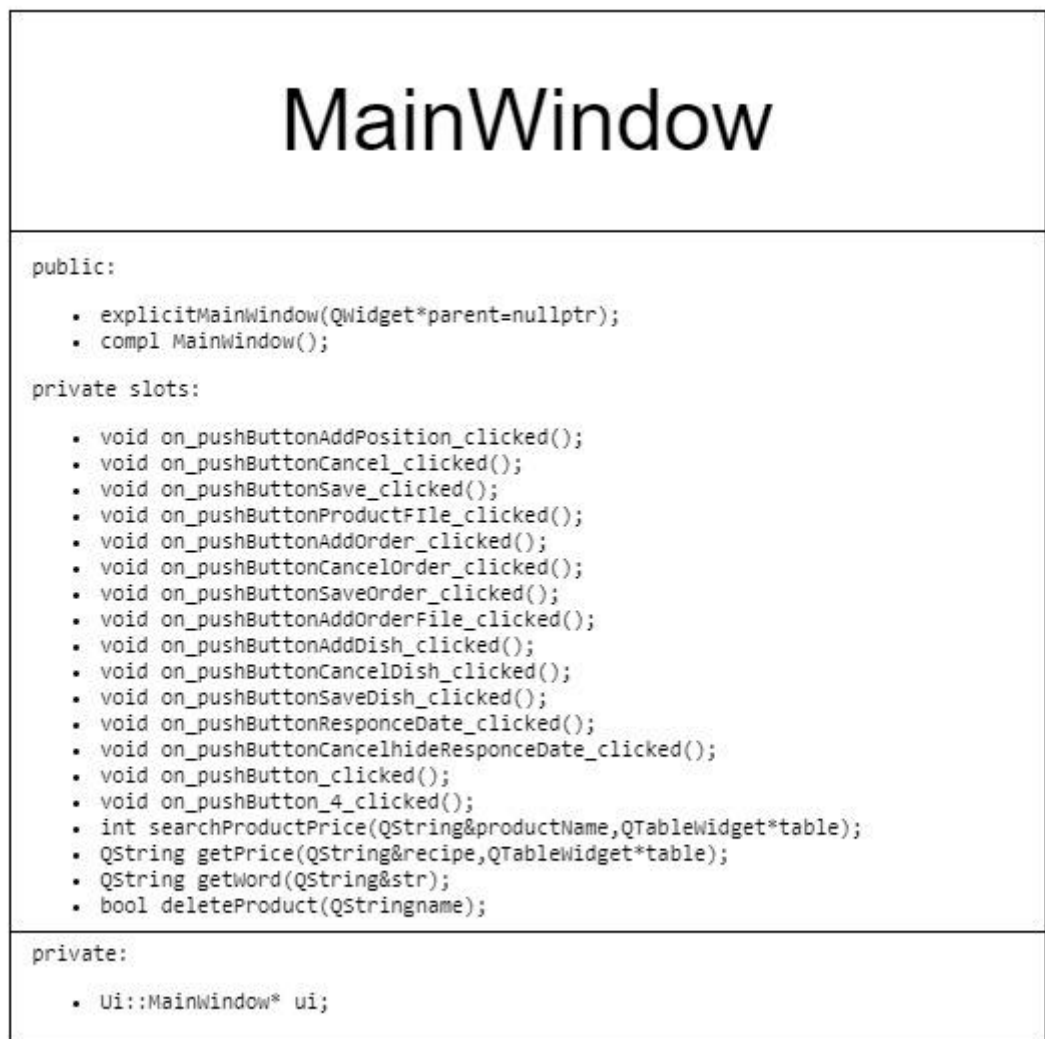 MainWindow
public:
• explicitMainWindow(QWidget*parent=nullptr);
• compl MainWindow();
private slots:
• void on_pushButtonAddPosition_clicked();
• void on_pushButtonCancel_clicked();
• void on_pushButtonSave_clicked();
• void on_pushButtonProductFIle_clicked();
• void on_pushButtonAddOrder_clicked();
• void on_pushButtonCancelOrder_clicked();
• void on_pushButtonSaveOrder_clicked();
• void on_pushButtonAddOrderFile_clicked();
• void on_pushButtonAddDish_clicked();
• void on_pushButtonCancelDish_clicked();
• void on_pushButtonSaveDish_clicked();
• void on_pushButtonResponceDate_clicked();
• void on_pushButtonCancelhideResponceDate_clicked();
• void on_pushButton_clicked();
• void on_pushButton_4_clicked();
• int searchProductPrice(QString&productName,QTableWidget*table);
• QString getPrice(QString&recipe,QTableWidget*table);
• QString getWord(QString&str);
• bool deleteProduct(QStringname);
private:
• Ui::MainWindow* ui;